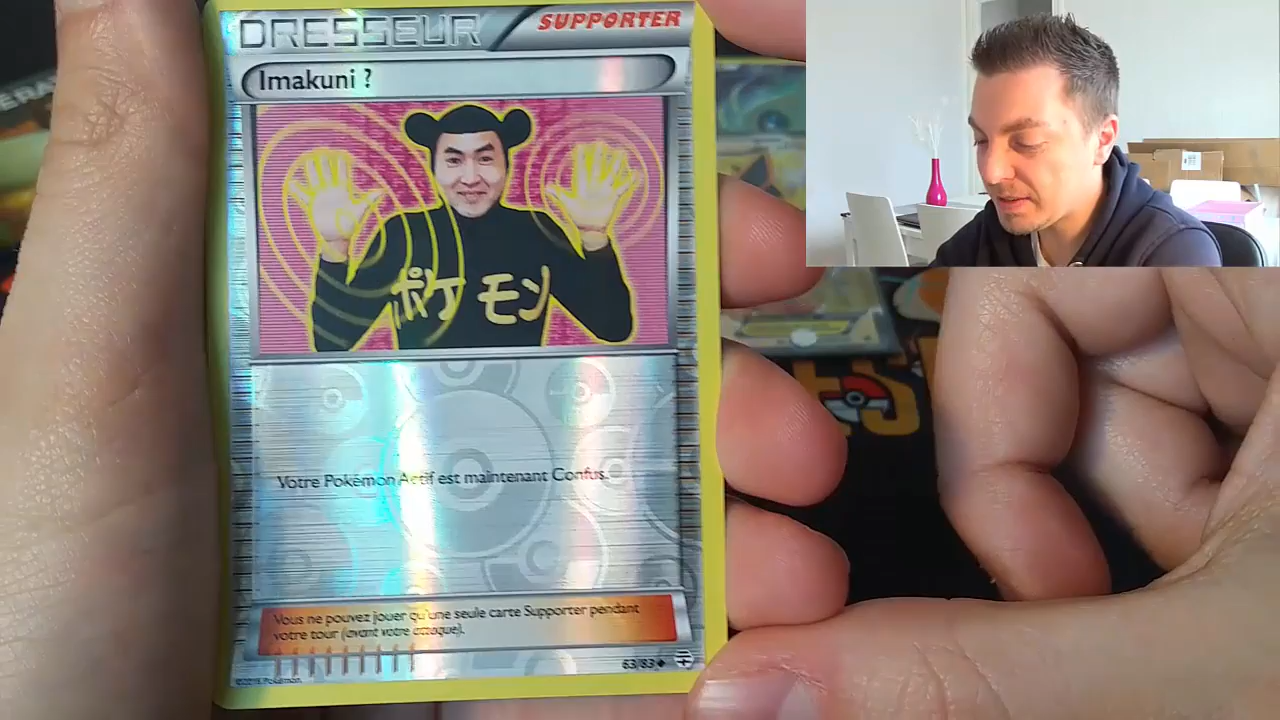 DRESSEUR
SUPPORTER
Imakuni ?
ポケモン
Votre Pokémon Actif est maintenant Confus.
Vous ne pouvez jouer qu'une seule carte Supporter pendant
votre tour (avant votre attaque).
63/83